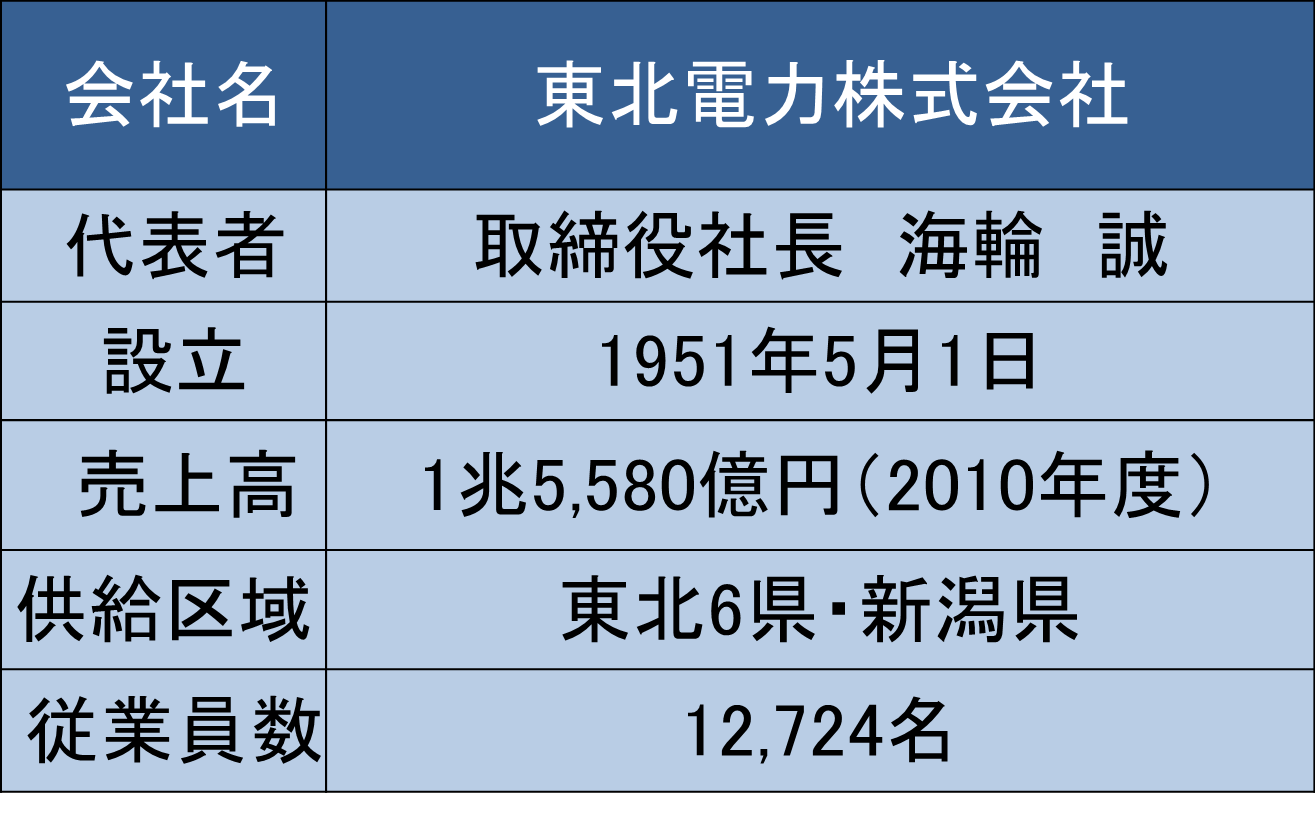 会社名 東北電力株式会社
代表者 取締役社長　海輪　誠
設立 1951年5月1日
売上高 1兆5,580億円（2010年度）
供給区域 東北6県・新潟県
従業員数 12,724名